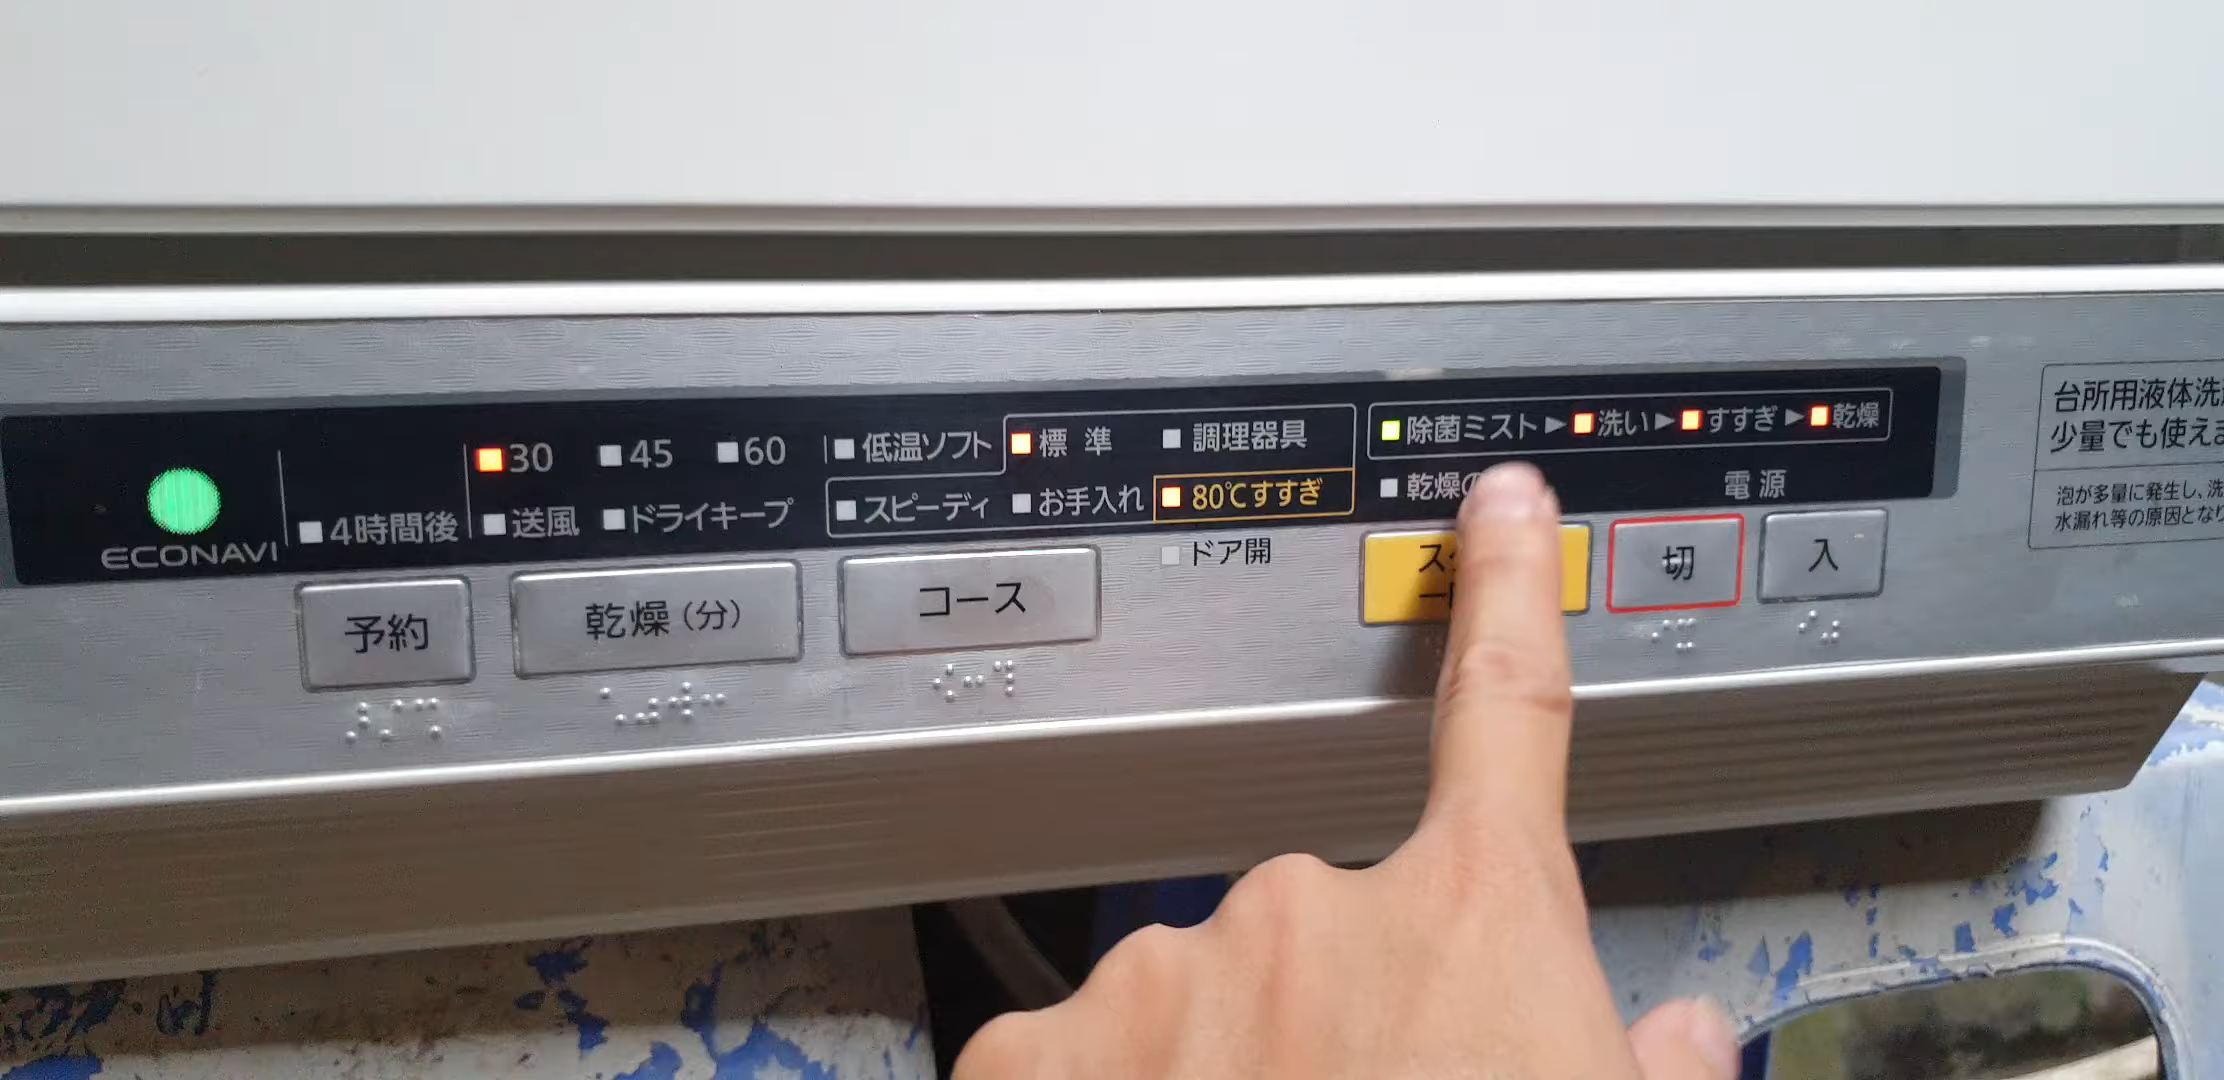 ECONAVI
4時間後
30 45 60
送風 ドライキープ
低温ソフト 標 準 調理器具
スピーディ お手入れ 80℃すすぎ
ドア開
除菌ミスト▶洗い▶すすぎ▶乾燥
乾燥の
電源
予約
乾燥(分)
コース
切
入
台所用液体洗
少量でも使え
泡が多量に発生し、洗
水漏れ等の原因とな